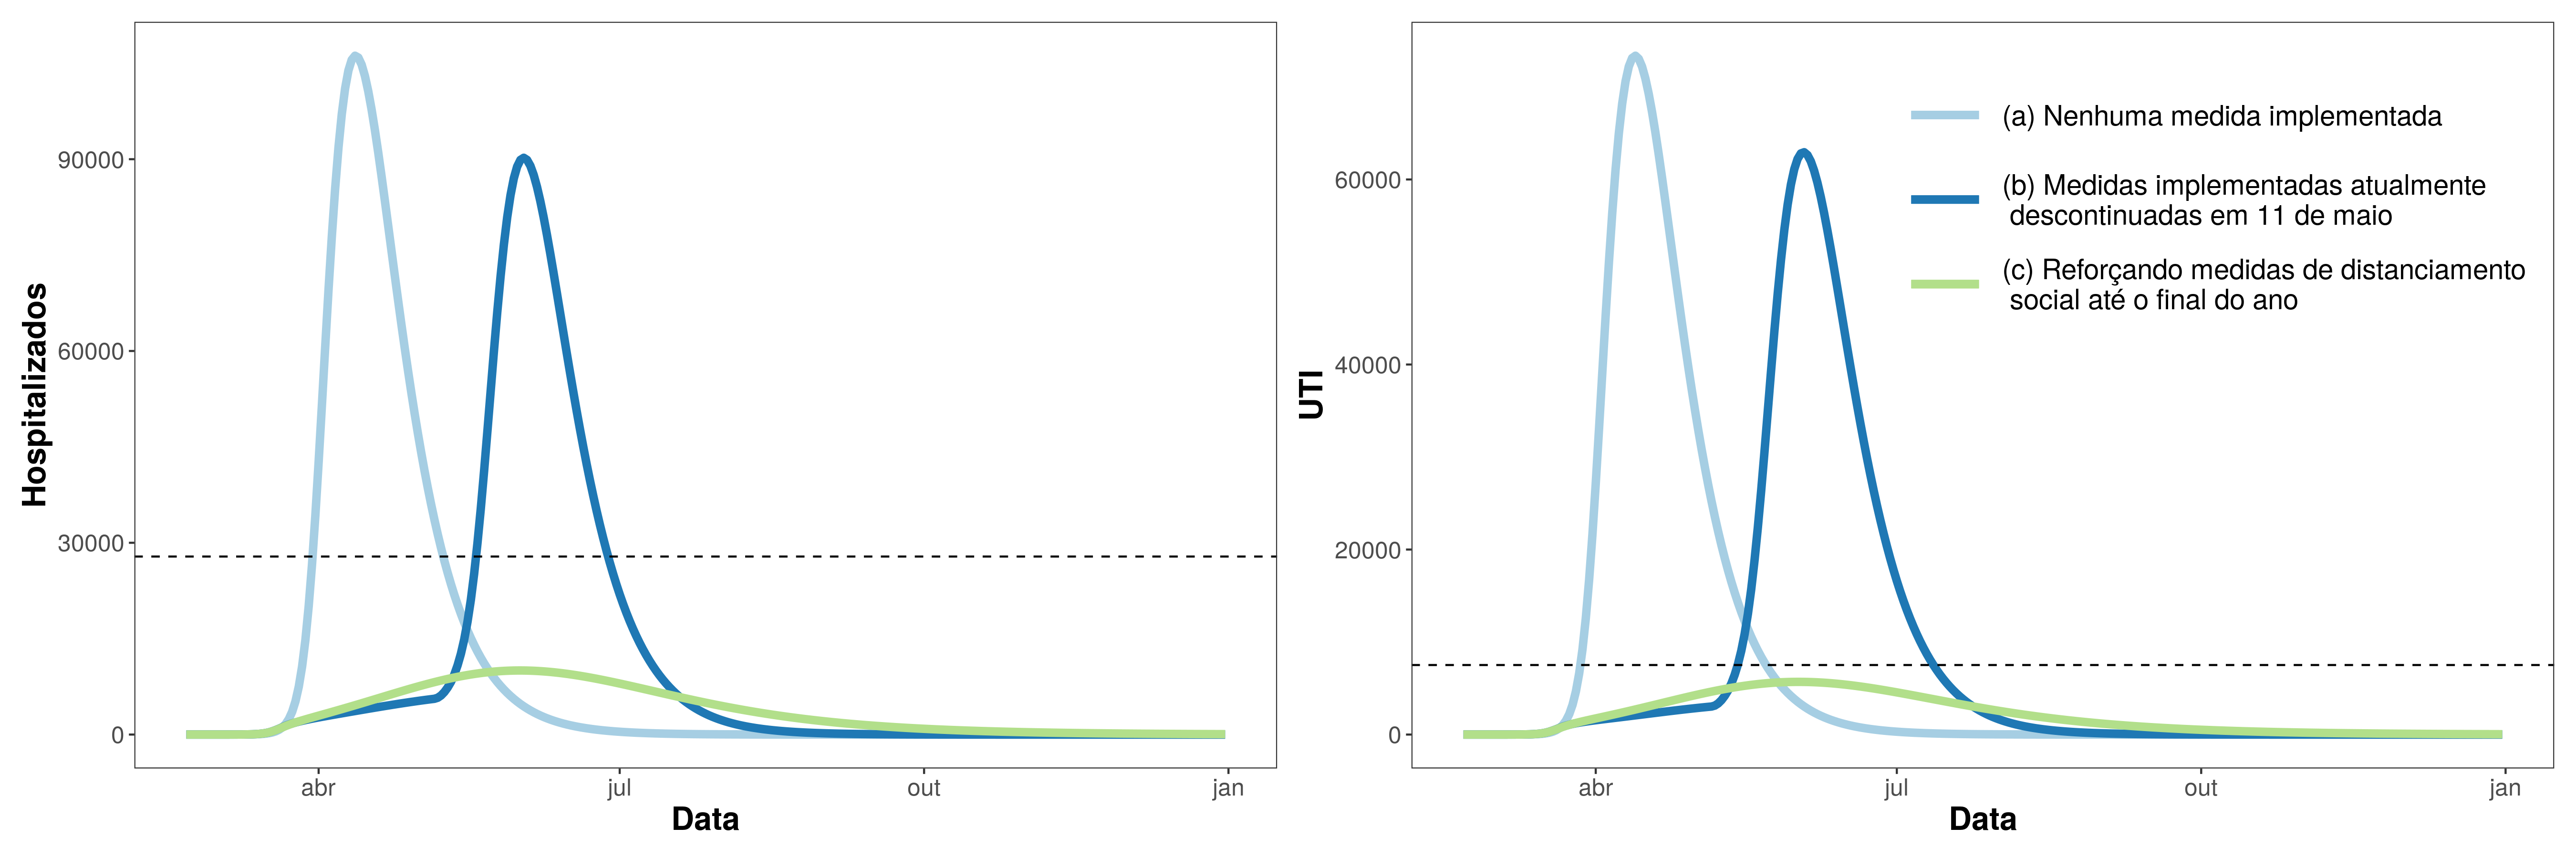 Hospitalizados
90000
60000
30000
0
abr
jul
out
jan
Data
UTI
60000
40000
20000
0
abr
jul
out
jan
Data
(a) Nenhuma medida implementada
(b) Medidas implementadas atualmente
descontinuadas em 11 de maio
(c) Reforçando medidas de distanciamento
social até o final do ano